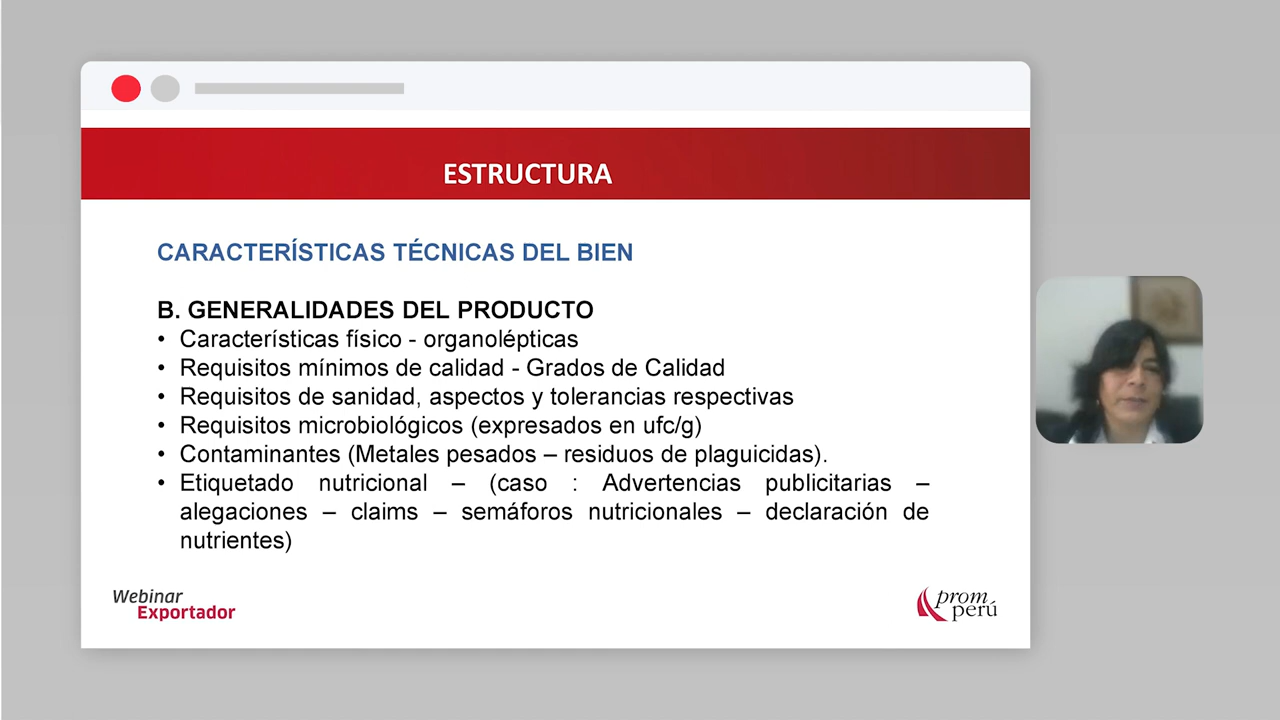 ESTRUCTURA
CARACTERÍSTICAS TÉCNICAS DEL BIEN
B. GENERALIDADES DEL PRODUCTO
• Características físico - organolépticas
• Requisitos mínimos de calidad - Grados de Calidad
• Requisitos de sanidad, aspectos y tolerancias respectivas
• Requisitos microbiológicos (expresados en ufc/g)
• Contaminantes (Metales pesados – residuos de plaguicidas).
• Etiquetado nutricional – (caso : Advertencias publicitarias –
alegaciones – claims – semáforos nutricionales – declaración de
nutrientes)
Webinar
Exportador
prom
perú